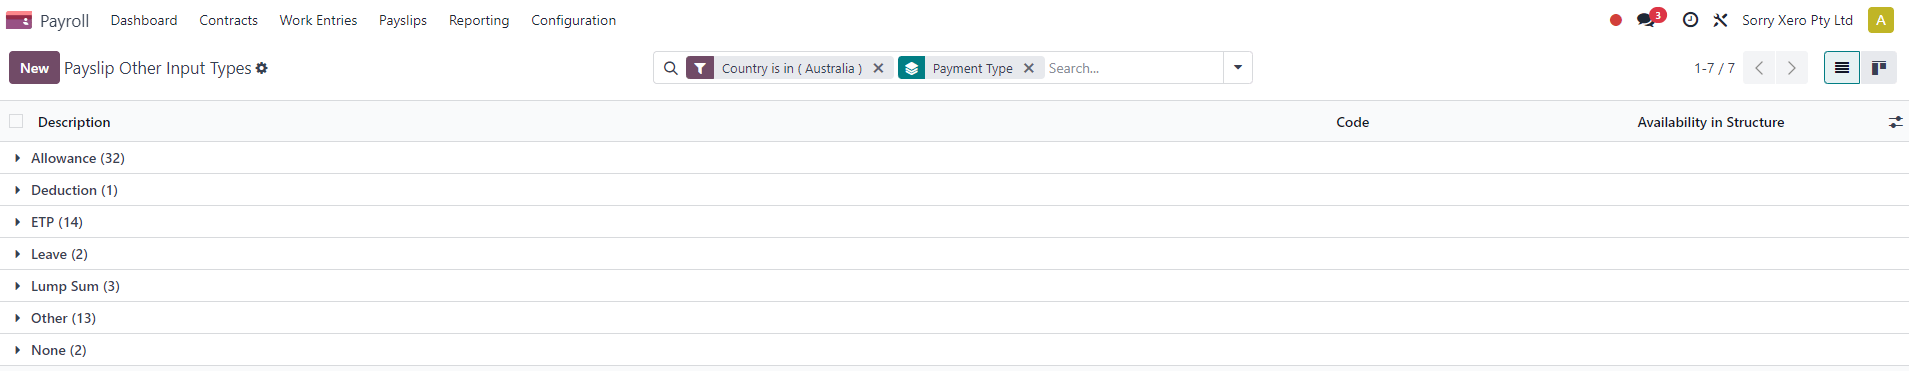 Payroll Dashboard Contracts Work Entries Payslips Reporting Configuration 3 Sorry Xero Pty Ltd A
New Payslip Other Input Types Country is in ( Australia ) Payment Type Search... 1-7 / 7
Description Code Availability in Structure
Allowance (32)
Deduction (1)
ETP (14)
Leave (2)
Lump Sum (3)
Other (13)
None (2)